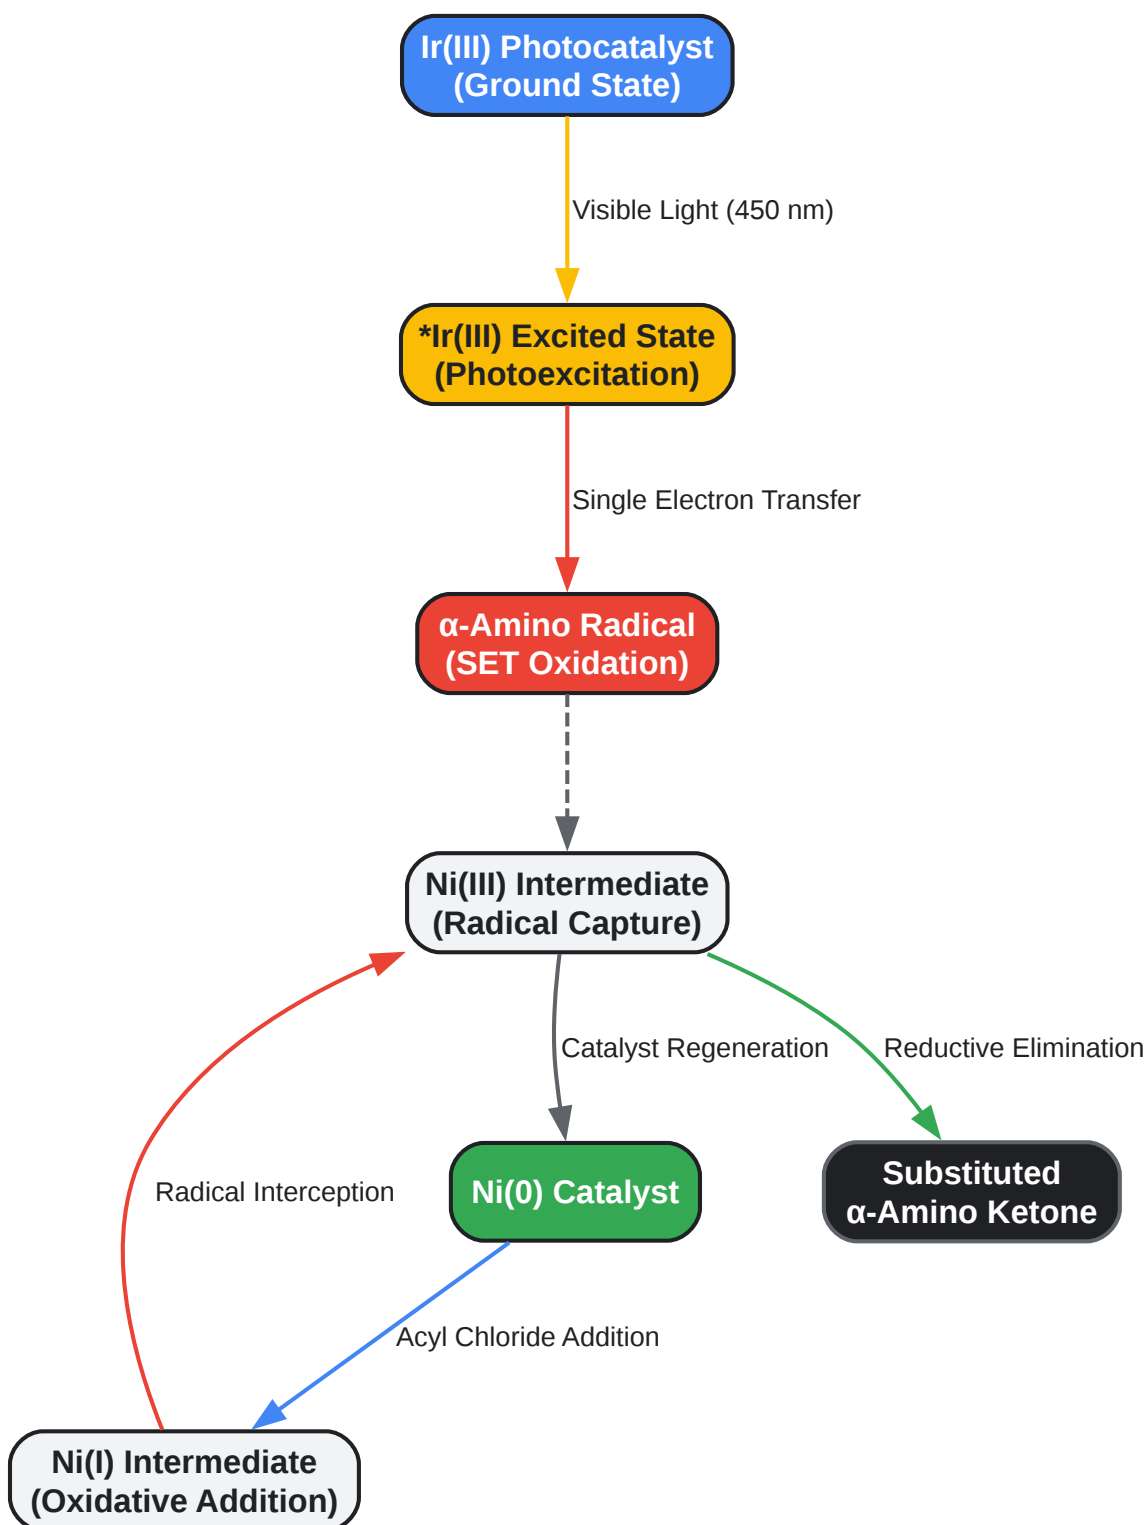 Ir(III) Photocatalyst
(Ground State)
Visible Light (450 nm)
*Ir(III) Excited State
(Photoexcitation)
Single Electron Transfer
α-Amino Radical
(SET Oxidation)
Ni(III) Intermediate
(Radical Capture)
Catalyst Regeneration
Reductive Elimination
Radical Interception
Ni(0) Catalyst
Substituted
α-Amino Ketone
Acyl Chloride Addition
Ni(I) Intermediate
(Oxidative Addition)